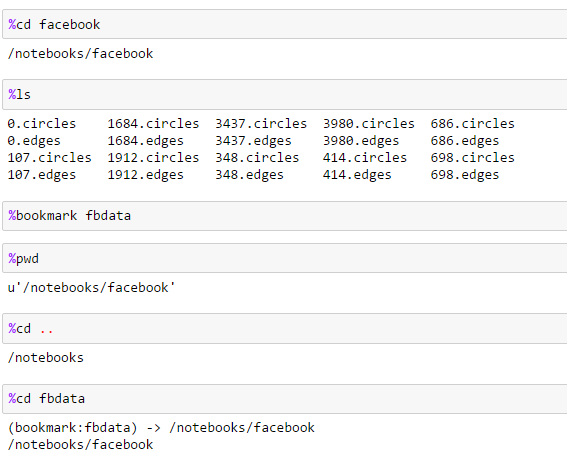 %cd facebook
/notebooks/facebook
%ls
0.circles    1684.circles  3437.circles  3980.circles  686.circles
0.edges      1684.edges    3437.edges    3980.edges    686.edges
107.circles  1912.circles  348.circles   414.circles   698.circles
107.edges    1912.edges    348.edges     414.edges     698.edges
%bookmark fbdata
%pwd
u'/notebooks/facebook'
%cd ..
/notebooks
%cd fbdata
(bookmark:fbdata) -> /notebooks/facebook
/notebooks/facebook